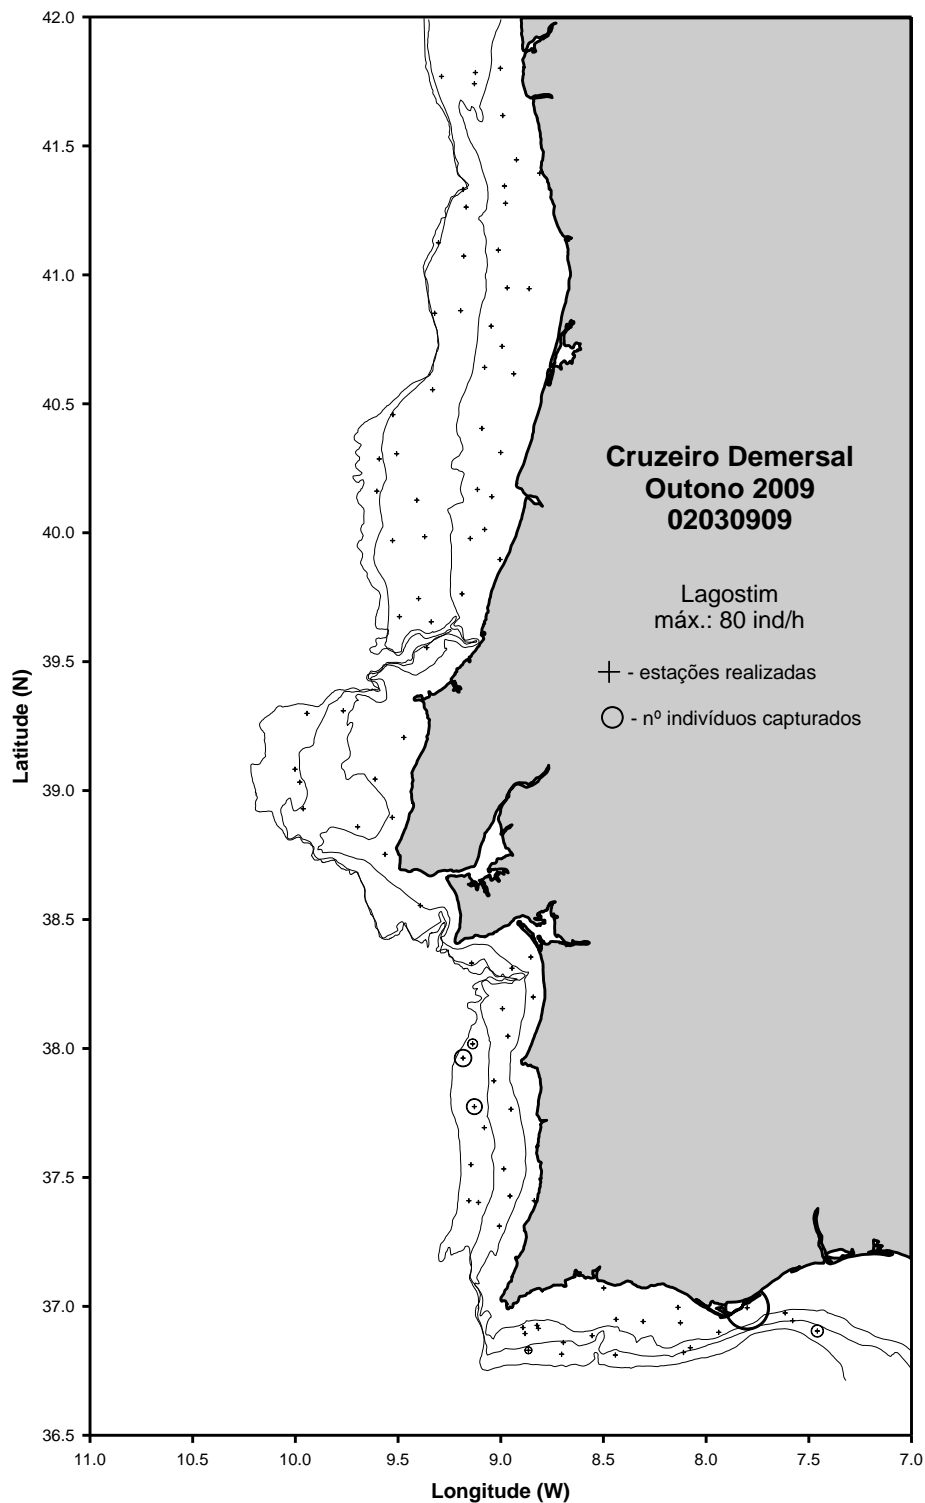 42.0
41.5
41.0
40.5
40.0
39.5
39.0
38.5
38.0
37.5
37.0
36.5
Latitude (N)
Cruzeiro Demersal
Outono 2009
02030909
Lagostim
máx.: 80 ind/h
- estações realizadas
- nº indivíduos capturados
11.0 10.5 10.0 9.5 9.0 8.5 8.0 7.5 7.0
Longitude (W)